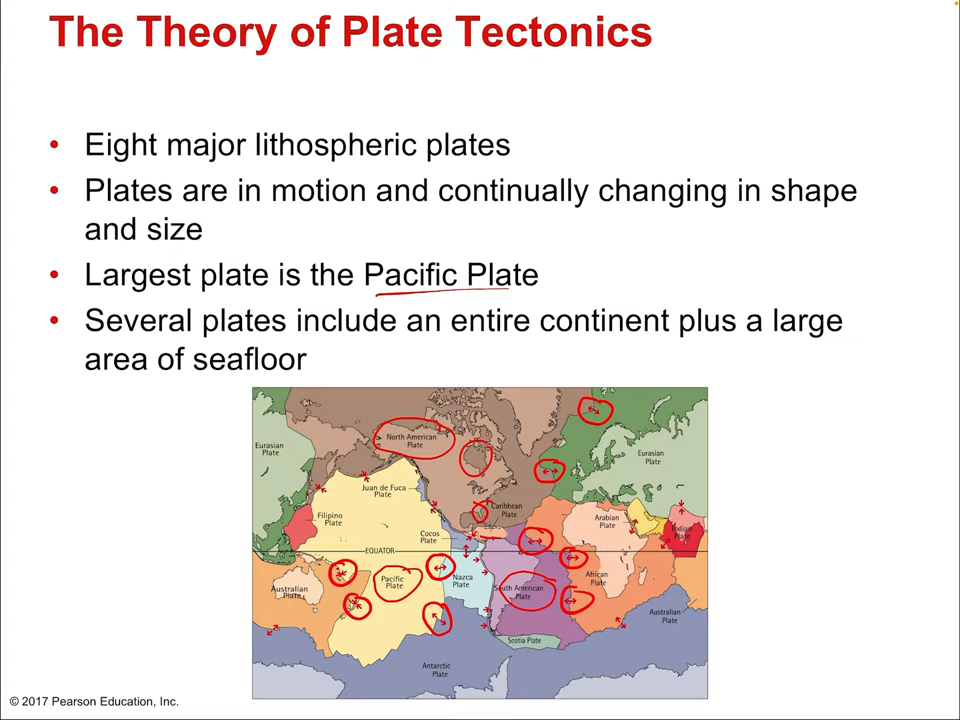 The Theory of Plate Tectonics
• Eight major lithospheric plates
• Plates are in motion and continually changing in shape
and size
• Largest plate is the Pacific Plate
• Several plates include an entire continent plus a large
area of seafloor
North American
Plate
Eurasian
Plate
Eurasian
Plate
Juan de Fuca
Plate
Caribbean
Plate
Filipino
Plate
Arabian
Plate
Indian
Plate
Cocos
Plate
EQUATOR
Pacific
Plate
Nazca
Plate
African
Plate
Australian
Plate
South American
Plate
Australian
Plate
Scotia Plate
Antarctic
Plate
© 2017 Pearson Education, Inc.